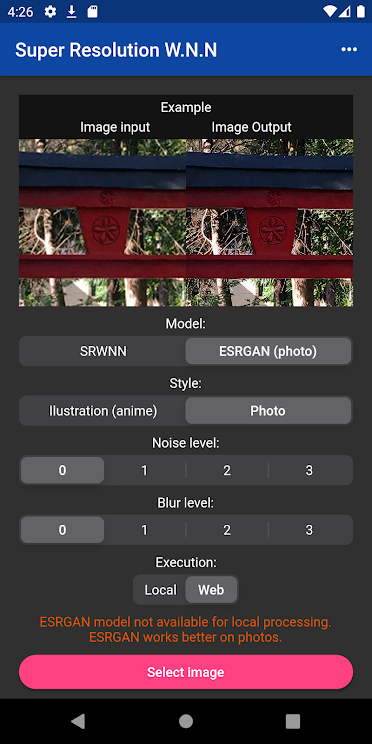 4:26
Super Resolution W.N.N
Example
Image input Image Output
Model:
SRWNN ESRGAN (photo)
Style:
Ilustration (anime) Photo
Noise level:
0 1 2 3
Blur level:
0 1 2 3
Execution:
Local Web
ESRGAN model not available for local processing.
ESRGAN works better on photos.
Select Image